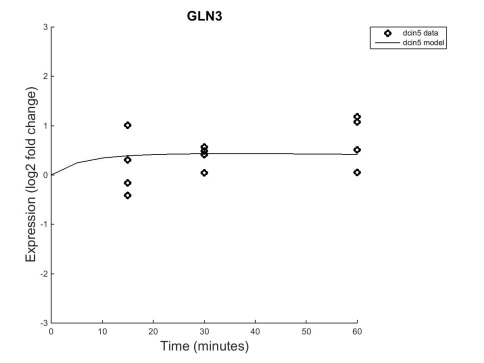 GLN3
dcin5 data
dcin5 model
3
2
1
0
-1
-2
-3
Expression (log2 fold change)
0 10 20 30 40 50 60
Time (minutes)